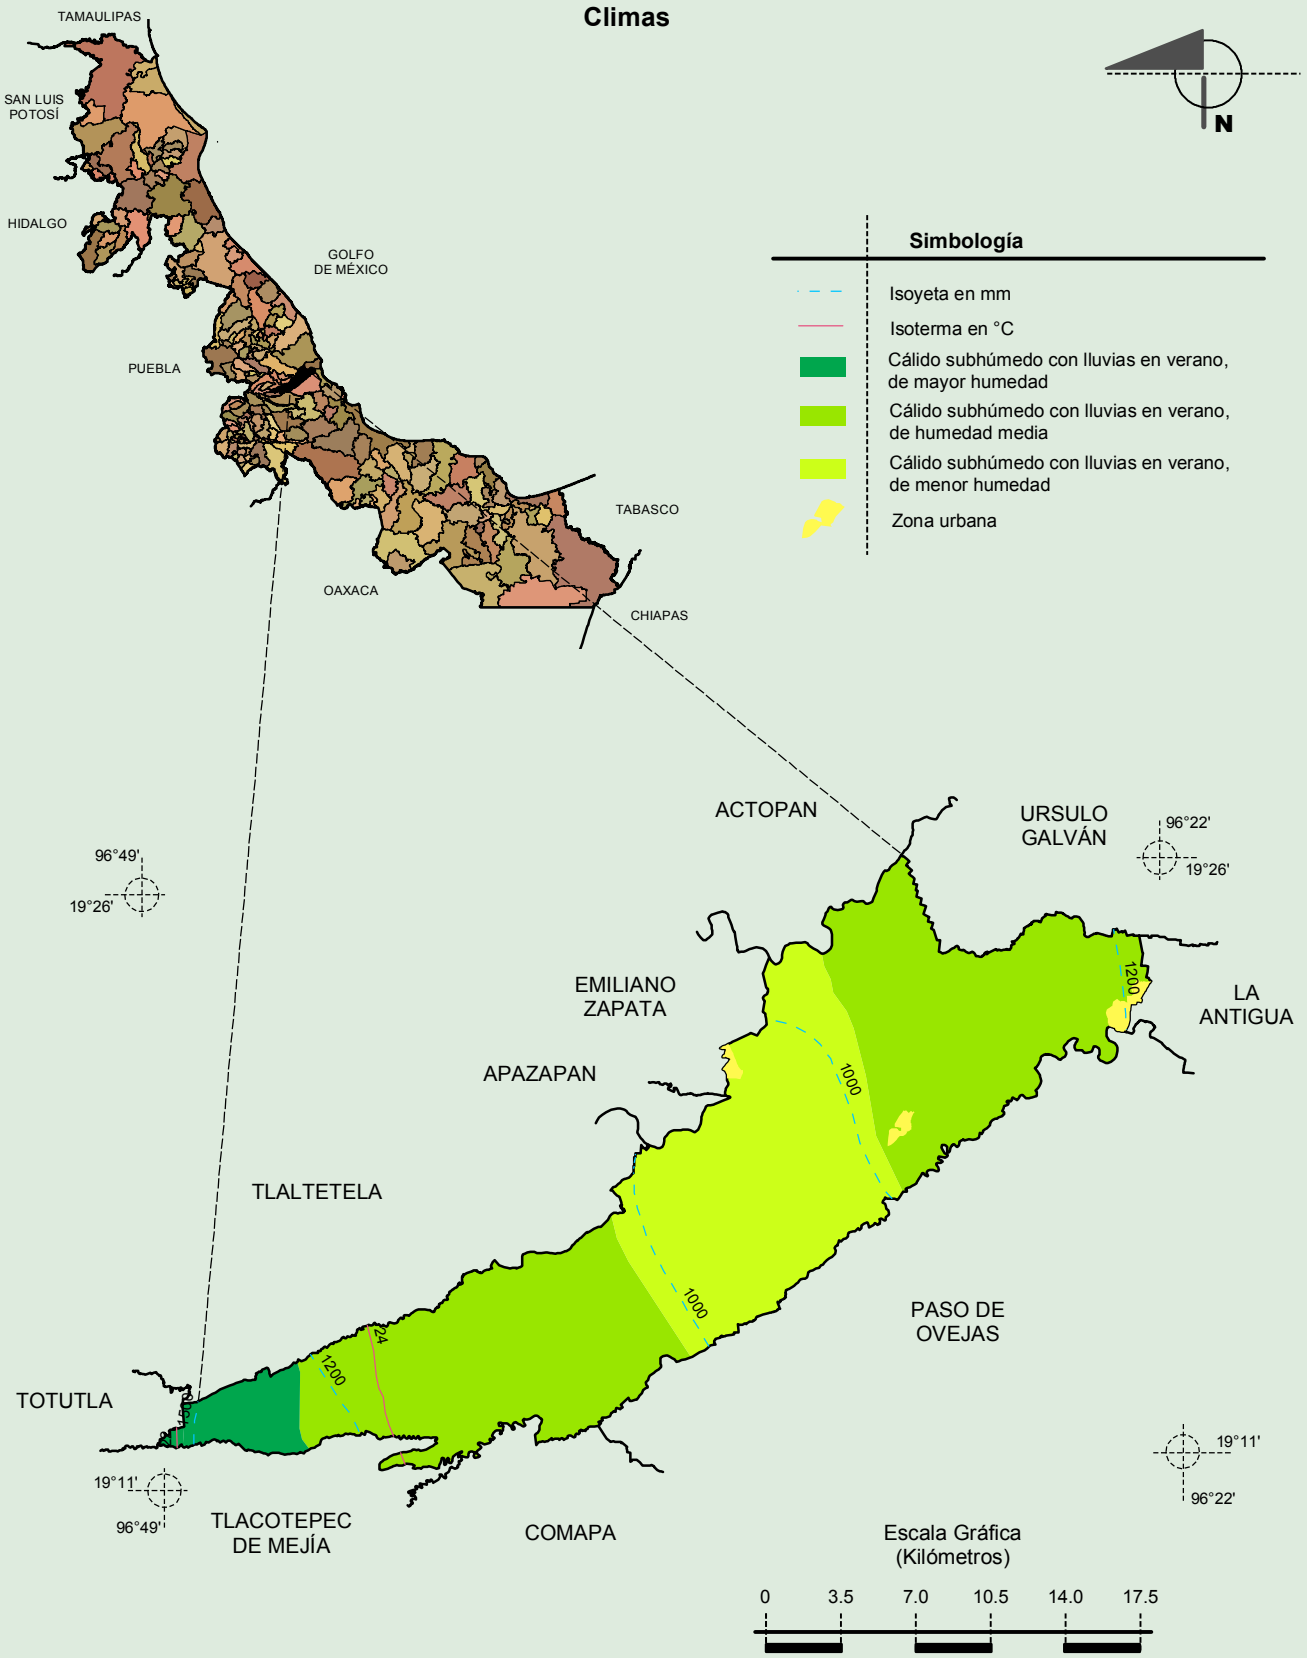 Climas
TAMAULIPAS
SAN LUIS
POTOSÍ
HIDALGO
GOLFO
DE MÉXICO
PUEBLA
TABASCO
OAXACA
CHIAPAS
N
Simbología
Isoyeta en mm
Isoterma en °C
Cálido subhúmedo con lluvias en verano,
de mayor humedad
Cálido subhúmedo con lluvias en verano,
de humedad media
Cálido subhúmedo con lluvias en verano,
de menor humedad
Zona urbana
ACTOPAN
URSULO
GALVÁN
96°22'
19°26'
96°49'
19°26'
EMILIANO
ZAPATA
1200
LA
ANTIGUA
APAZAPAN
1000
TLALTETELA
1000
PASO DE
OVEJAS
24
1200
TOTUTLA
1500
19°11'
96°49'
19°11'
96°22'
TLACOTEPEC
DE MEJÍA
COMAPA
Escala Gráfica
(Kilómetros)
0 3.5 7.0 10.5 14.0 17.5